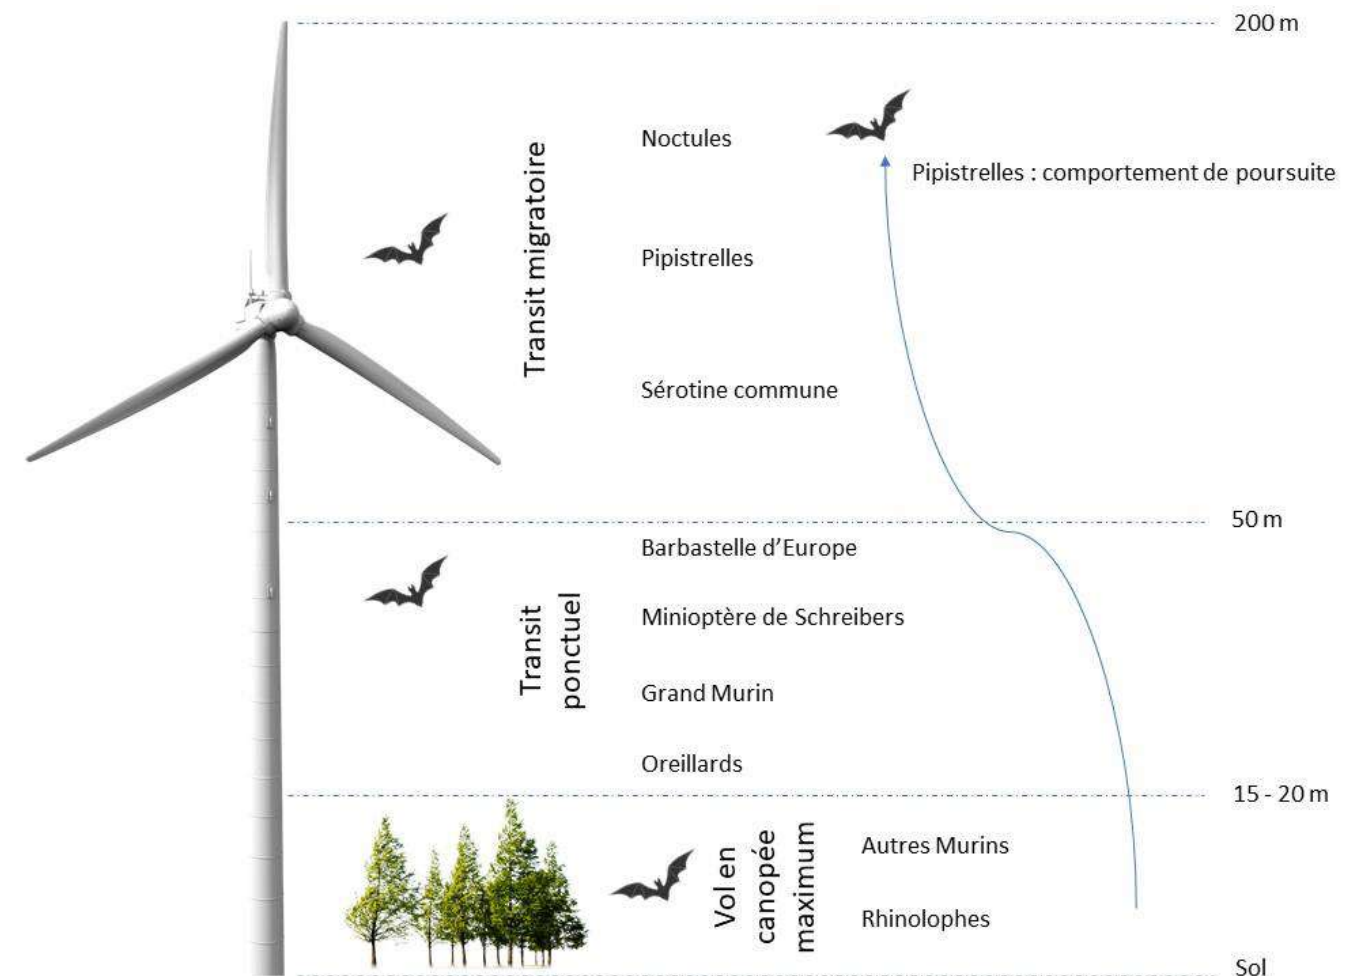 200 m
Noctules
Pipistrelles : comportement de poursuite
Transit migratoire
Pipistrelles
Sérotine commune
50 m
Barbastelle d’Europe
Minioptère de Schreibers
Transit
ponctuel
Grand Murin
Oreillards
15 - 20 m
Vol en
canopée
maximum
Autres Murins
Rhinolophes
Sol